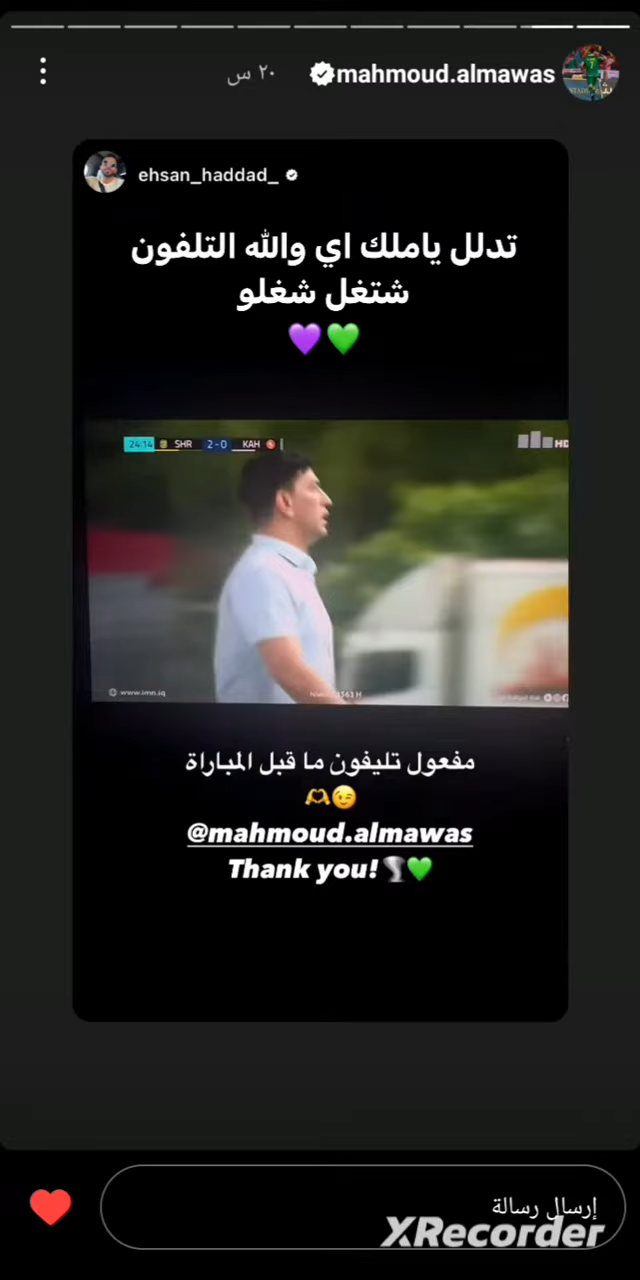 mahmoud.almawas
٢٠ س
ehsan_haddad_
تدلل ياملك اي والله التلفون
شتغل شغلو
💜💚
24:14 SHR 2-0 KAH
HD
www.imn.iq
مفعول تليفون ما قبل المباراة
🫶😉
@mahmoud.almawas
Thank you!🌪️💚
إرسال رسالة
XRecorder